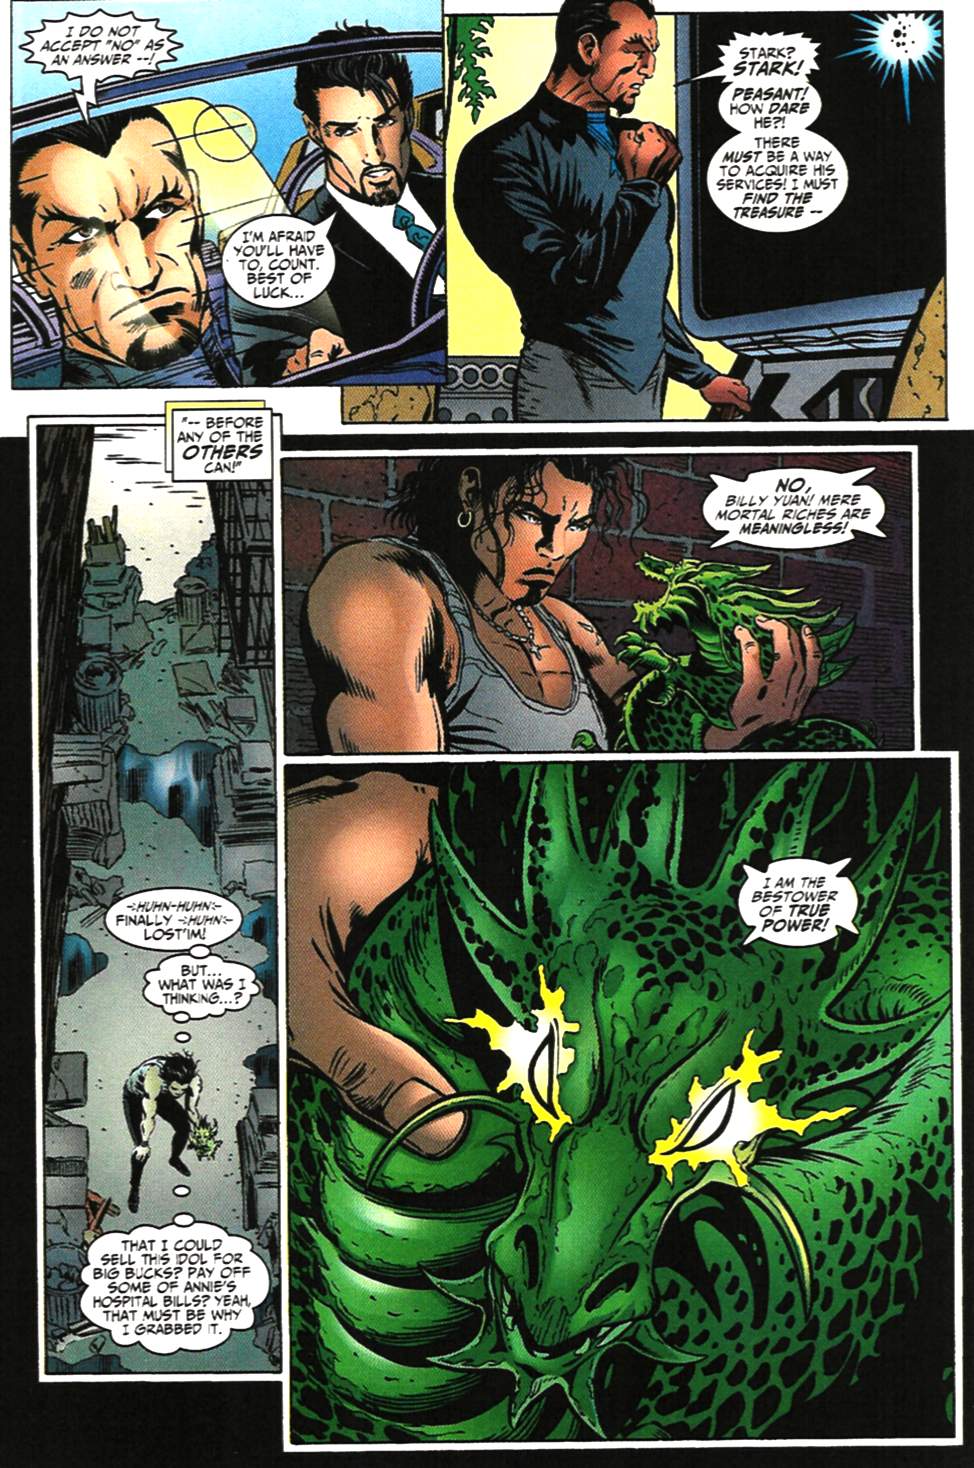 I DO NOT
ACCEPT "NO" AS
AN ANSWER --!
I'M AFRAID
YOU'LL HAVE
TO, COUNT.
BEST OF
LUCK...
STARK?
STARK!
PEASANT!
HOW DARE
HE?!
THERE
MUST BE A WAY
TO ACQUIRE HIS
SERVICES! I MUST
FIND THE
TREASURE --
"-- BEFORE
ANY OF THE
OTHERS
CAN!"
-:HUHN-HUHN:-
FINALLY -:HUHN:-
LOST 'IM!
BUT...
WHAT WAS I
THINKING...?
THAT I COULD
SELL THIS IDOL FOR
BIG BUCKS? PAY OFF
SOME OF ANNIE'S
HOSPITAL BILLS? YEAH,
THAT MUST BE WHY
I GRABBED IT.
NO,
BILLY YUAN! MERE
MORTAL RICHES ARE
MEANINGLESS!
I AM THE
BESTOWER
OF TRUE
POWER!